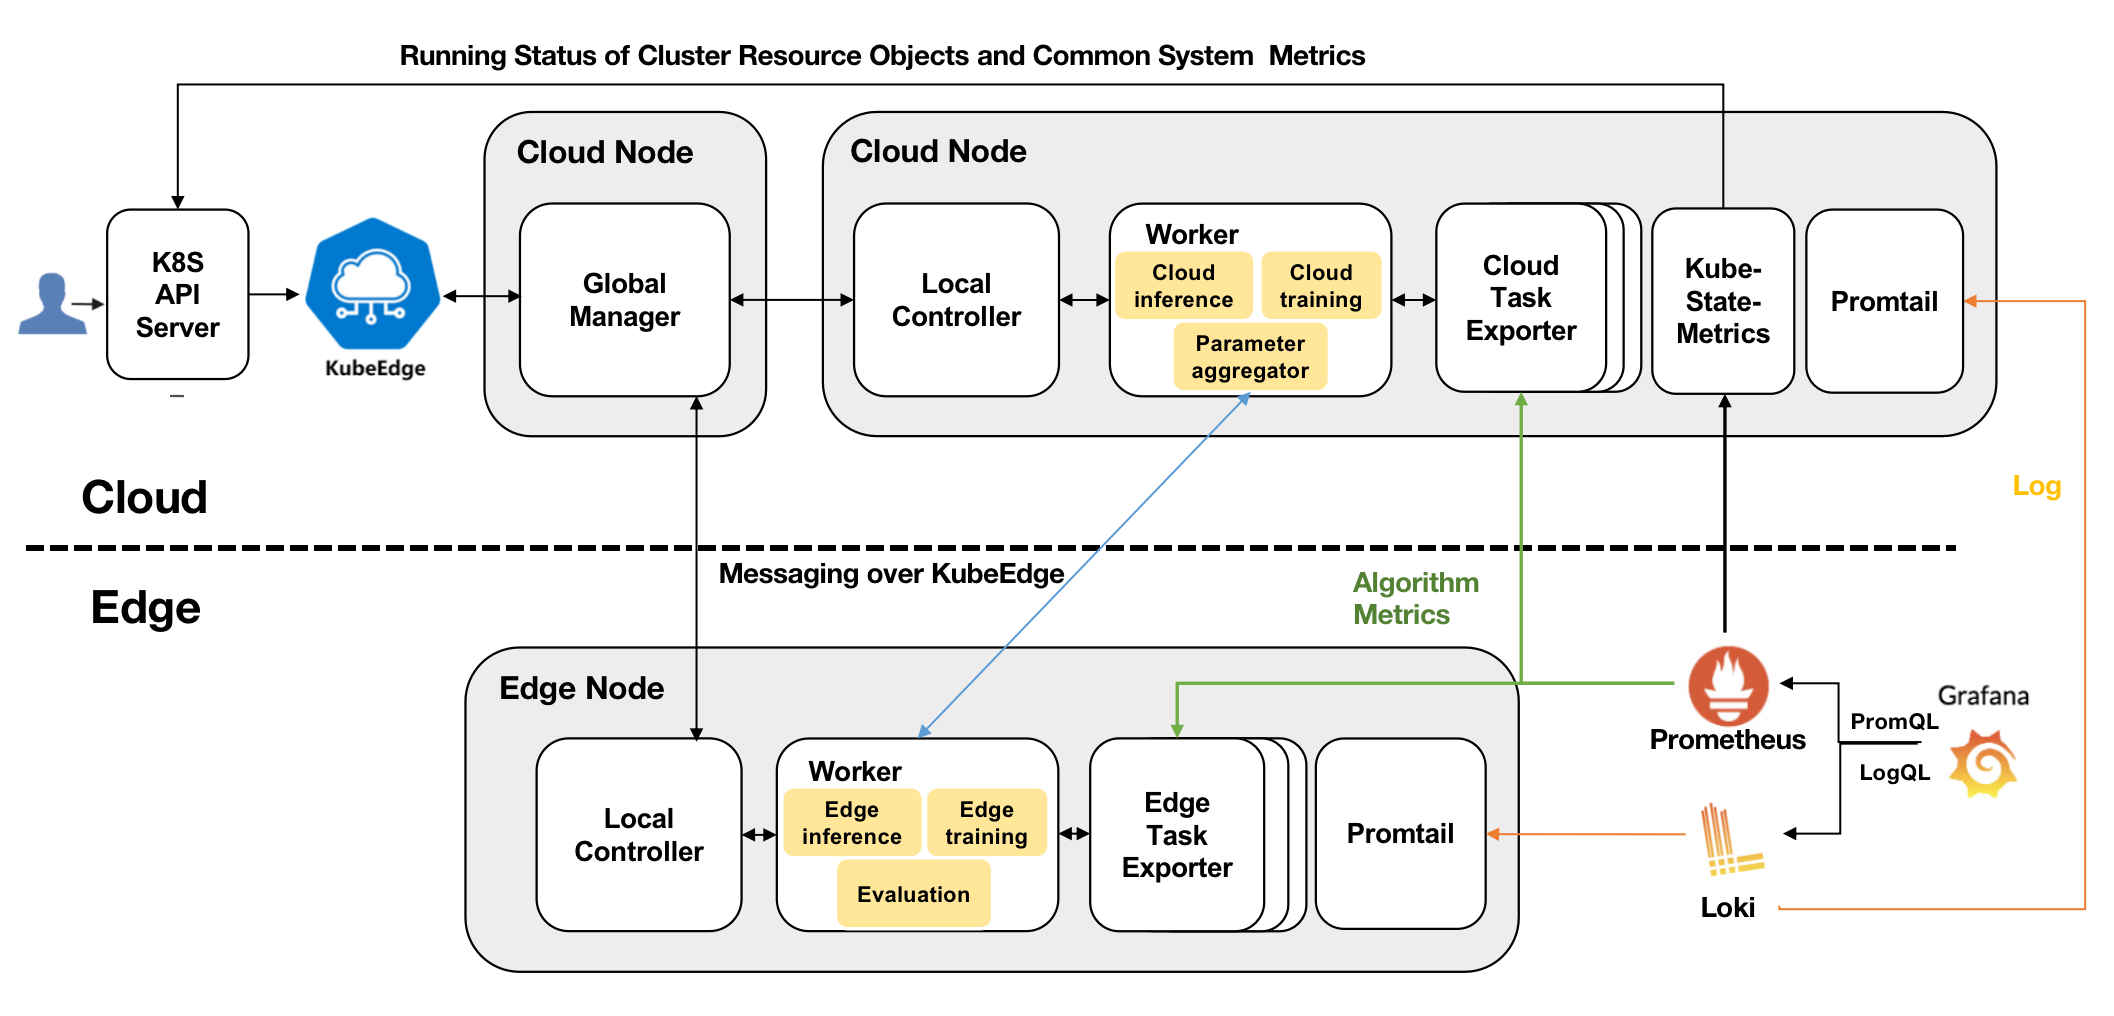 Running Status of Cluster Resource Objects and Common System Metrics
Cloud Node
Cloud Node
K8S
API
Server
KubeEdge
Global
Manager
Local
Controller
Worker
Cloud
inference
Cloud
training
Parameter
aggregator
Cloud
Task
Exporter
Kube-
State-
Metrics
Promtail
Cloud
Log
Messaging over KubeEdge
Algorithm
Metrics
Edge
Edge Node
Local
Controller
Worker
Edge
inference
Edge
training
Evaluation
Edge
Task
Exporter
Promtail
Prometheus
PromQL
LogQL
Grafana
Loki